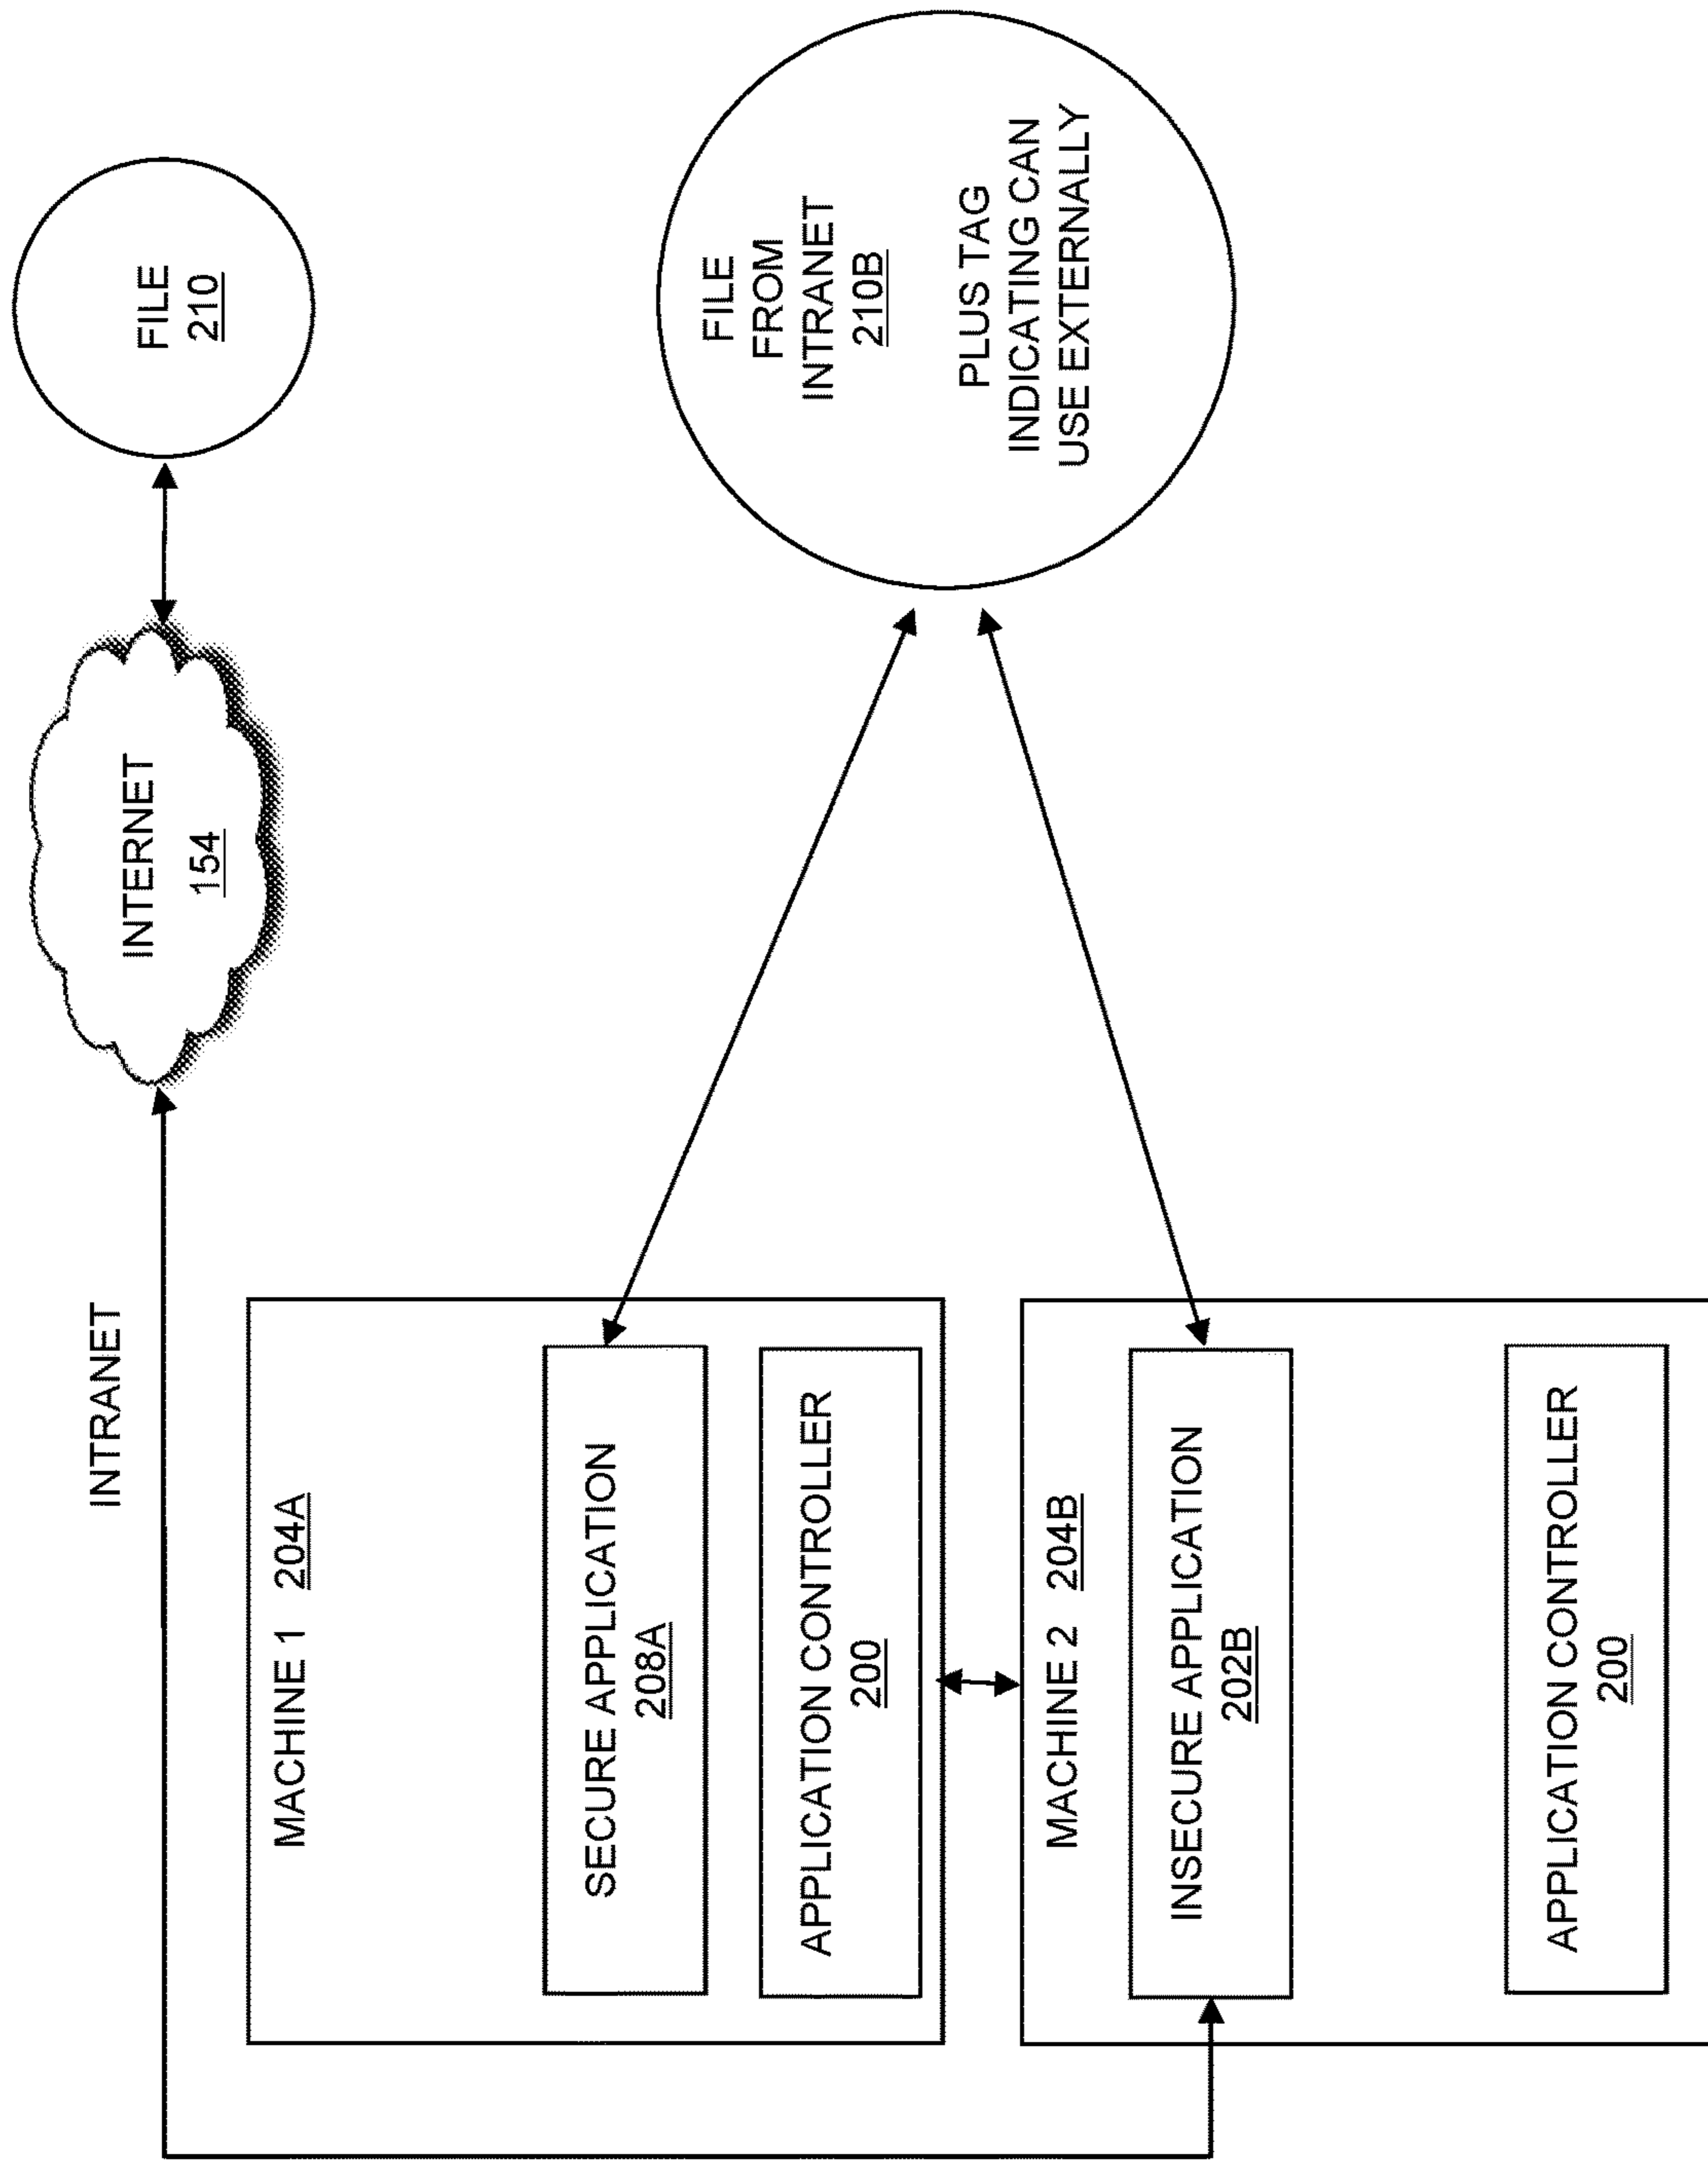 INTRANET
MACHINE 1 204A
SECURE APPLICATION
208A
APPLICATION CONTROLLER
200
MACHINE 2 204B
INSECURE APPLICATION
202B
APPLICATION CONTROLLER
200
INTERNET
154
FILE
210
FILE
FROM
INTRANET
210B
PLUS TAG
INDICATING CAN
USE EXTERNALLY